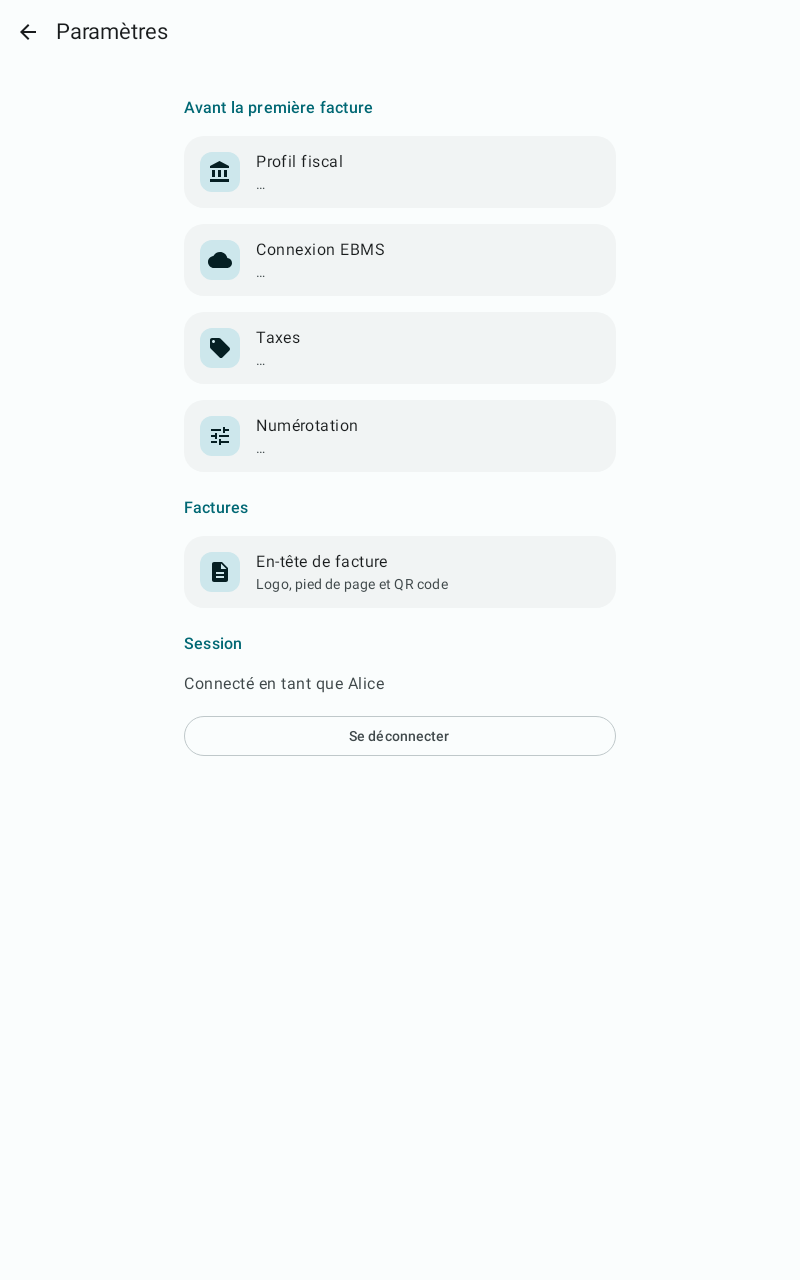 Paramètres
Avant la première facture
Profil fiscal
…
Connexion EBMS
…
Taxes
…
Numérotation
…
Factures
En-tête de facture
Logo, pied de page et QR code
Session
Connecté en tant que Alice
Se déconnecter